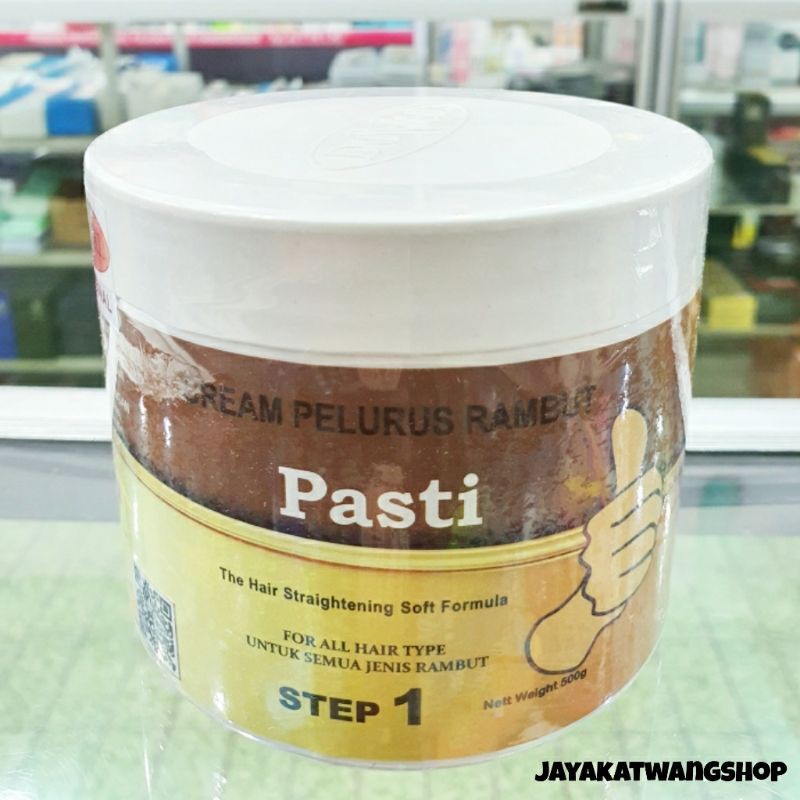 CREAM PELURUS RAMBUT
Pasti
The Hair Straightening Soft Formula
FOR ALL HAIR TYPE
UNTUK SEMUA JENIS RAMBUT
STEP 1
Nett Weight 500g
JAYAKATWANGSHOP